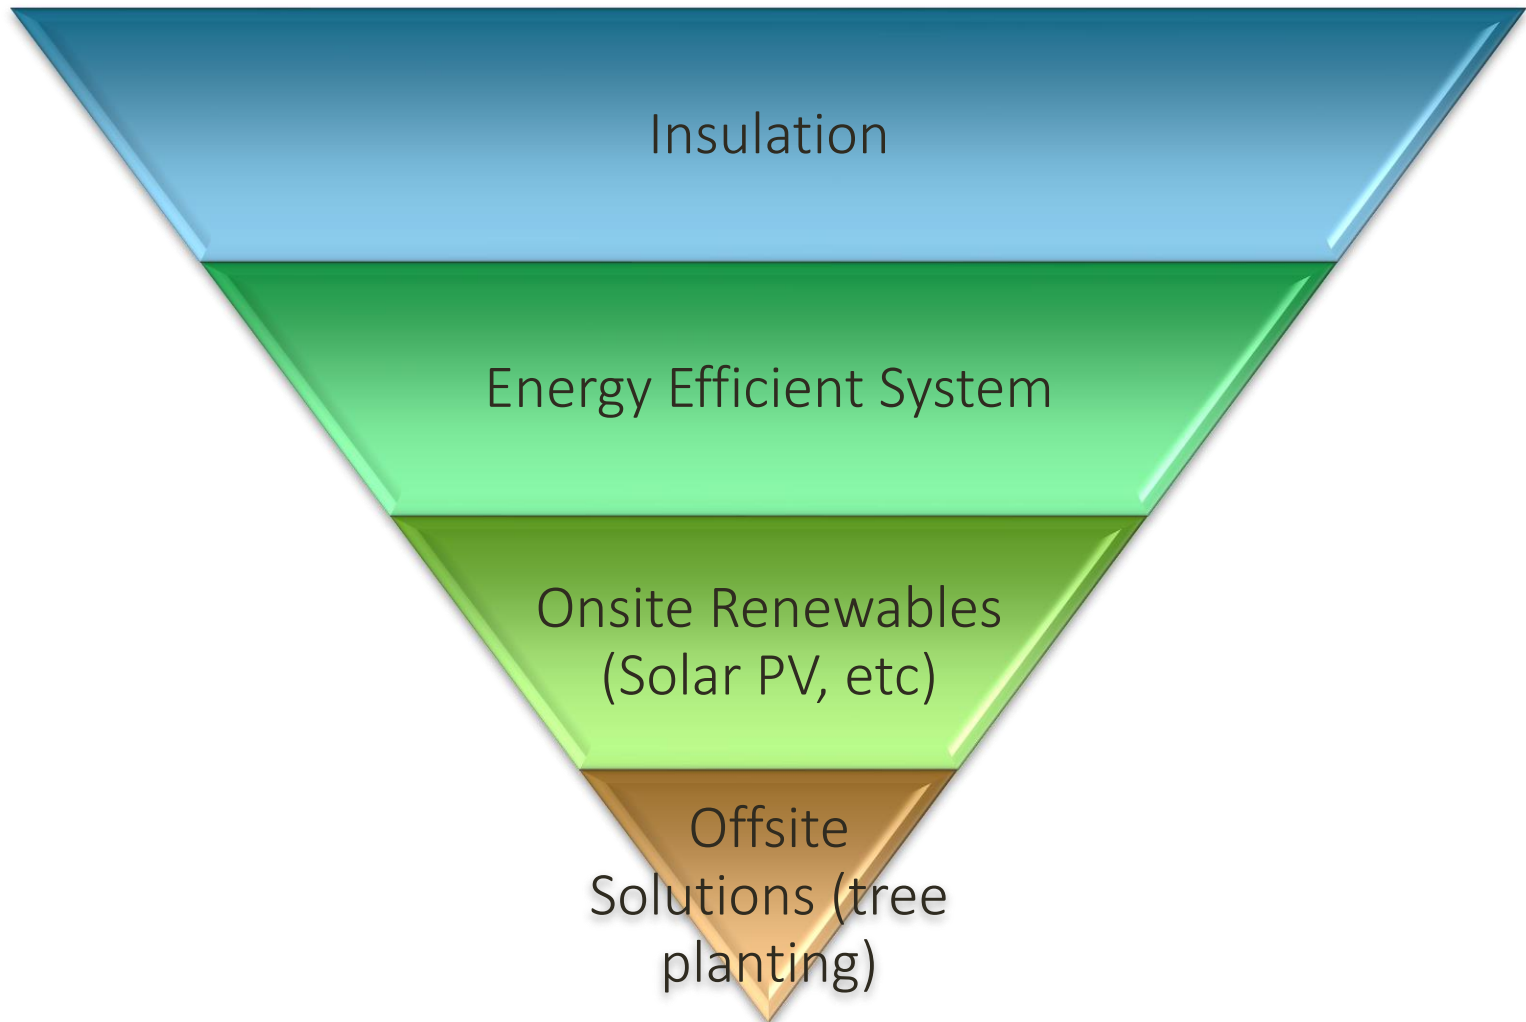 Insulation
Energy Efficient System
Onsite Renewables
(Solar PV, etc)
Offsite
Solutions (tree
planting)